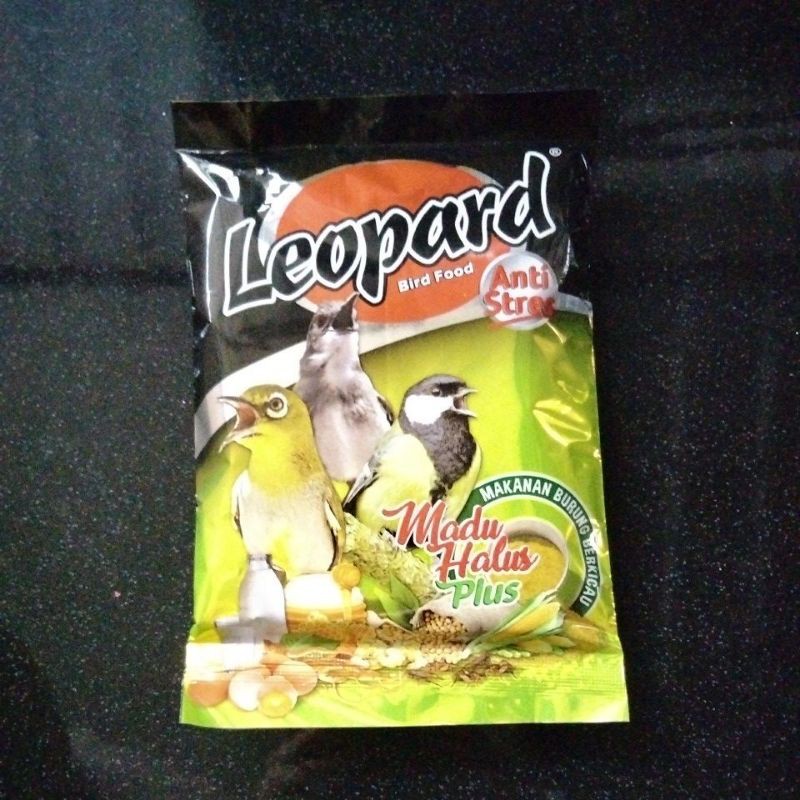 Leopard®
Bird Food
Anti
Stres
MAKANAN BURUNG BERKICAU
Madu
Halus
Plus